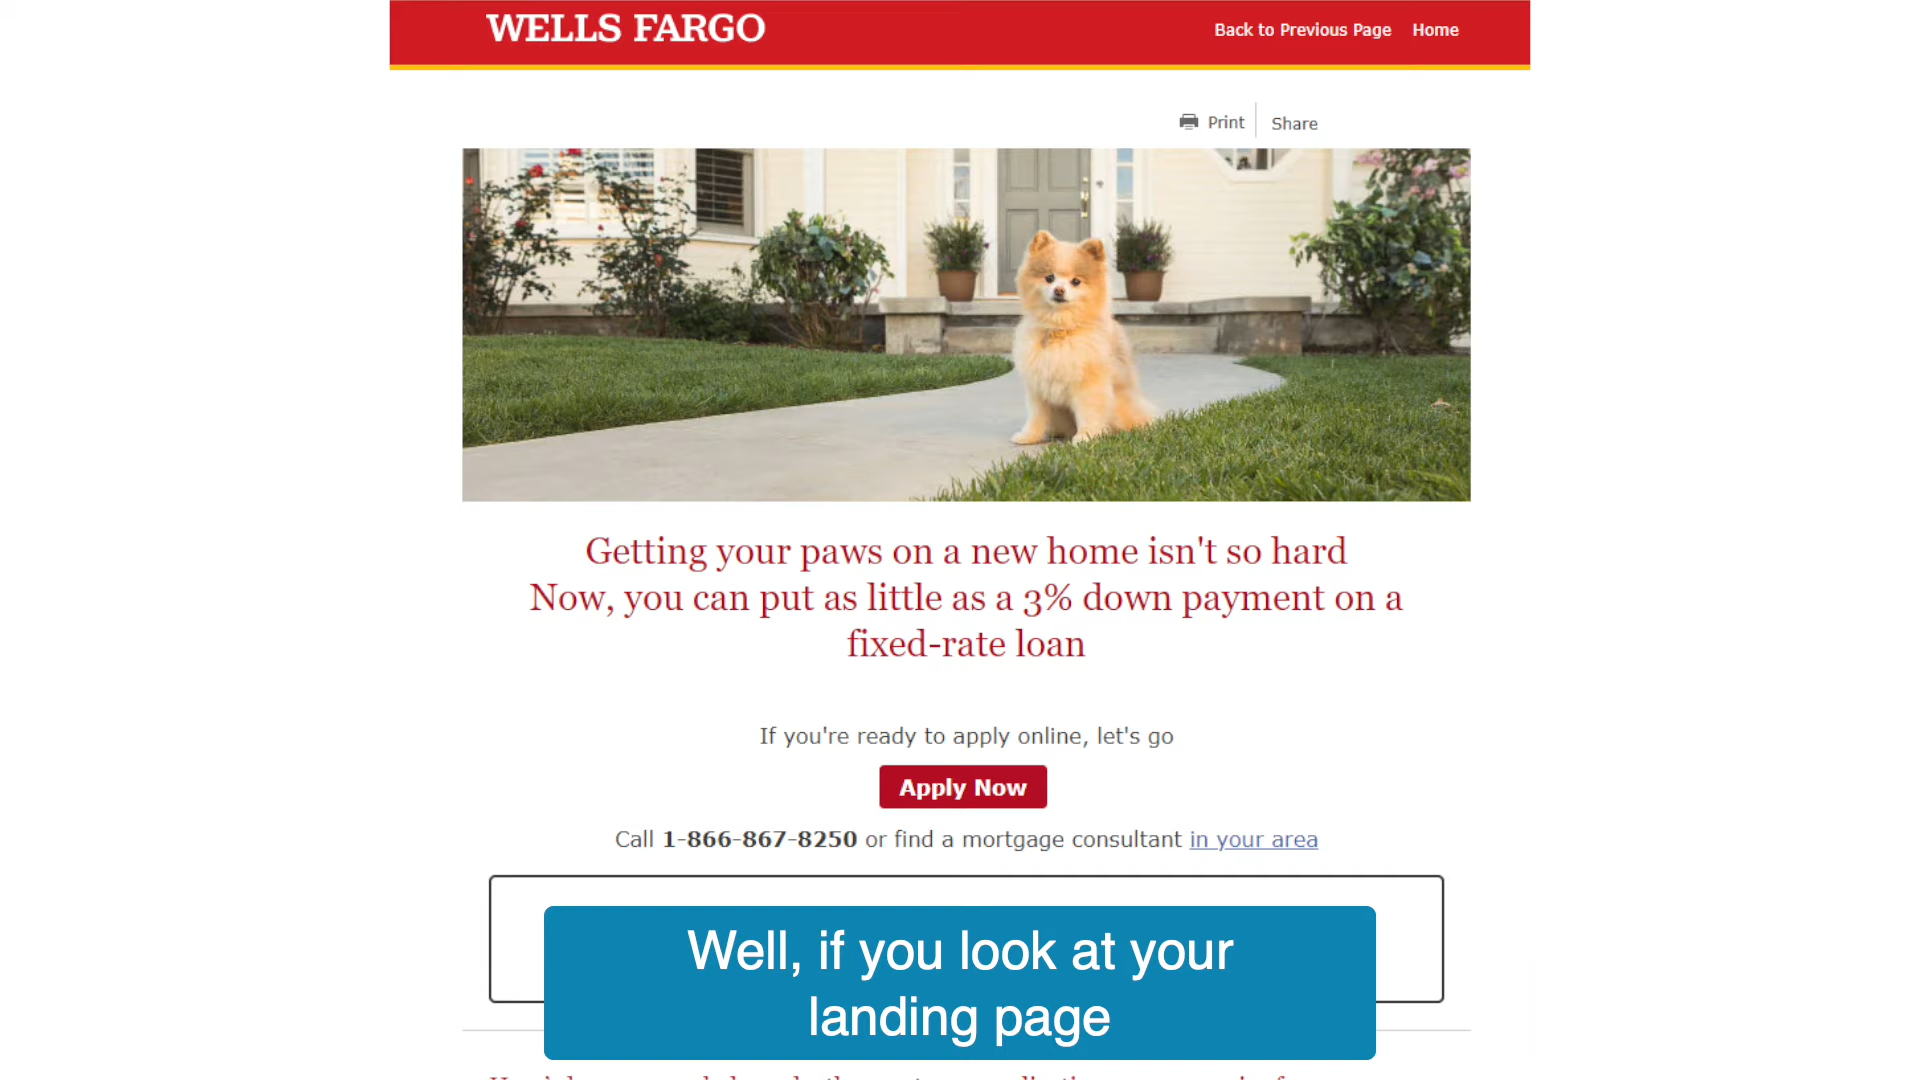 WELLS FARGO
Back to Previous Page Home
Print Share
Getting your paws on a new home isn't so hard
Now, you can put as little as a 3% down payment on a
fixed-rate loan
If you're ready to apply online, let's go
Apply Now
Call 1-866-867-8250 or find a mortgage consultant in your area
Well, if you look at your
landing page